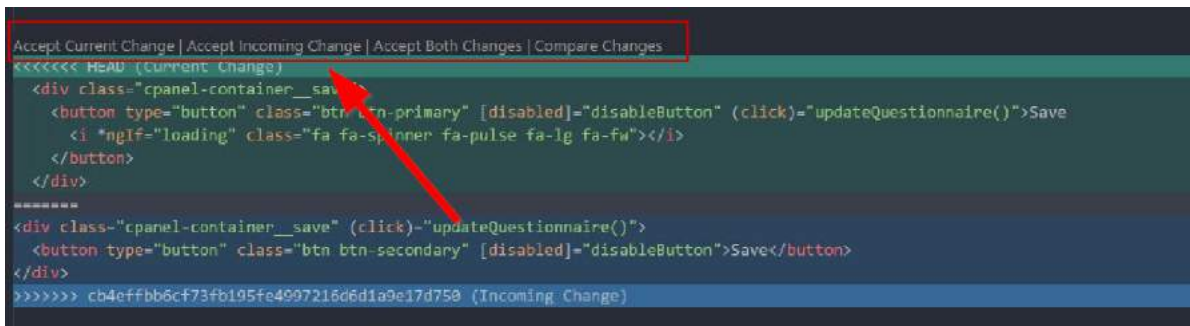 Accept Current Change | Accept Incoming Change | Accept Both Changes | Compare Changes
<<<<<<< HEAD (Current Change)
<div class="cpanel-container__save">
<button type="button" class="btn btn-primary" [disabled]="disableButton" (click)="updateQuestionnaire()">Save
<i *ngIf="loading" class="fa fa-spinner fa-pulse fa-lg fa-fw"></i>
</button>
</div>
=======
<div class="cpanel-container__save" (click)="updateQuestionnaire()">
<button type="button" class="btn btn-secondary" [disabled]="disableButton">Save</button>
</div>
>>>>>>> cb4effbb6cf73fb195fe4997216d6d1a9e17d750 (Incoming Change)